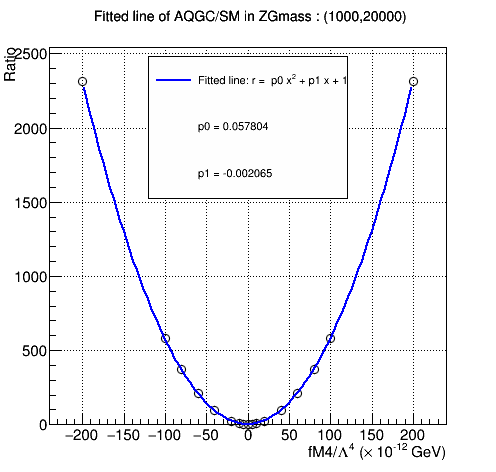 Fitted line of AQGC/SM in ZGmass : (1000,20000)
Ratio
2500
2000
1500
1000
500
0
Fitted line: r = p0 x² + p1 x + 1
p0 = 0.057804
p1 = -0.002065
−200 −150 −100 −50 0 50 100 150 200
fM4/Λ⁴ (× 10⁻¹² GeV)